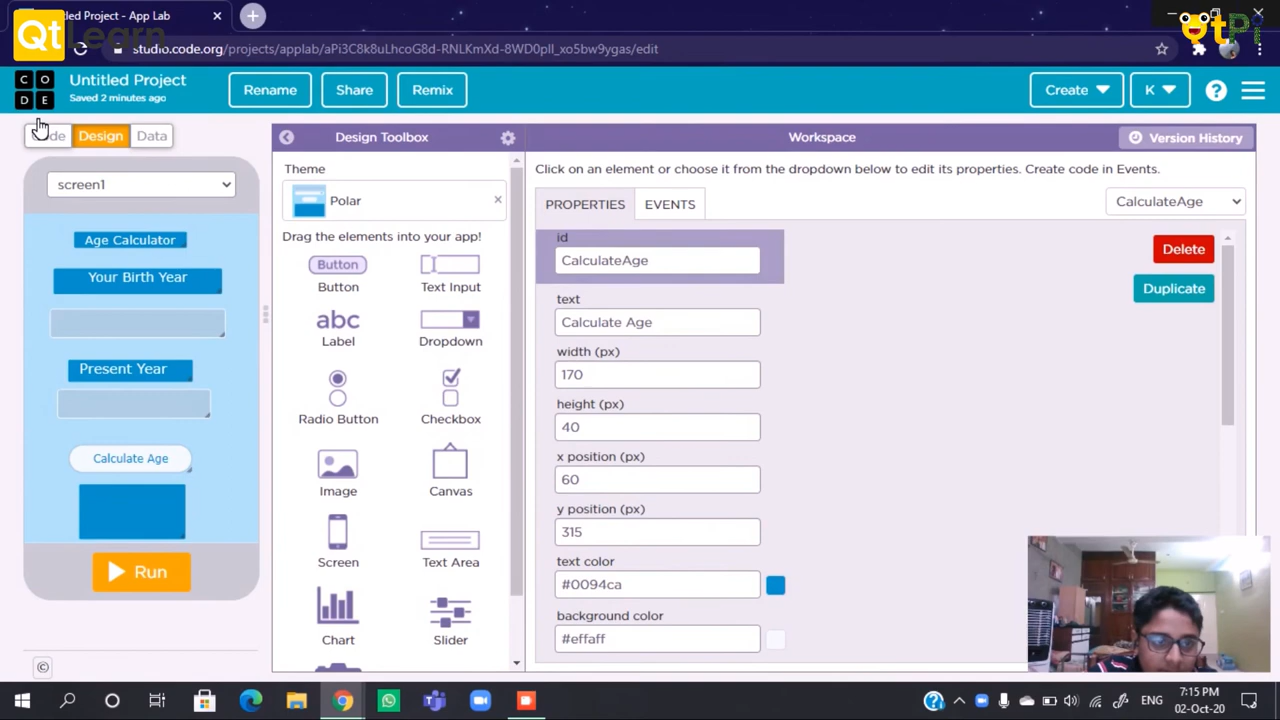 Untitled Project - App Lab
Qt Learn
QtPi
studio.code.org/projects/applab/aPi3C8k8uLhcoG8d-RNLKmXd-8WD0pll_xo5bw9ygas/edit
C O
D E
Untitled Project
Saved 2 minutes ago
Rename
Share
Remix
Create
K
?
Design
Data
Design Toolbox
Workspace
Version History
screen1
Theme
Polar
Click on an element or choose it from the dropdown below to edit its properties. Create code in Events.
PROPERTIES
EVENTS
CalculateAge
Age Calculator
Your Birth Year
Present Year
Calculate Age
Run
Drag the elements into your app!
Button
Button
Text Input
abc
Label
Dropdown
Radio Button
Checkbox
Image
Canvas
Screen
Text Area
Chart
Slider
id
CalculateAge
Delete
Duplicate
text
Calculate Age
width (px)
170
height (px)
40
x position (px)
60
y position (px)
315
text color
#0094ca
background color
#effaff
©
ENG
7:15 PM
02-Oct-20